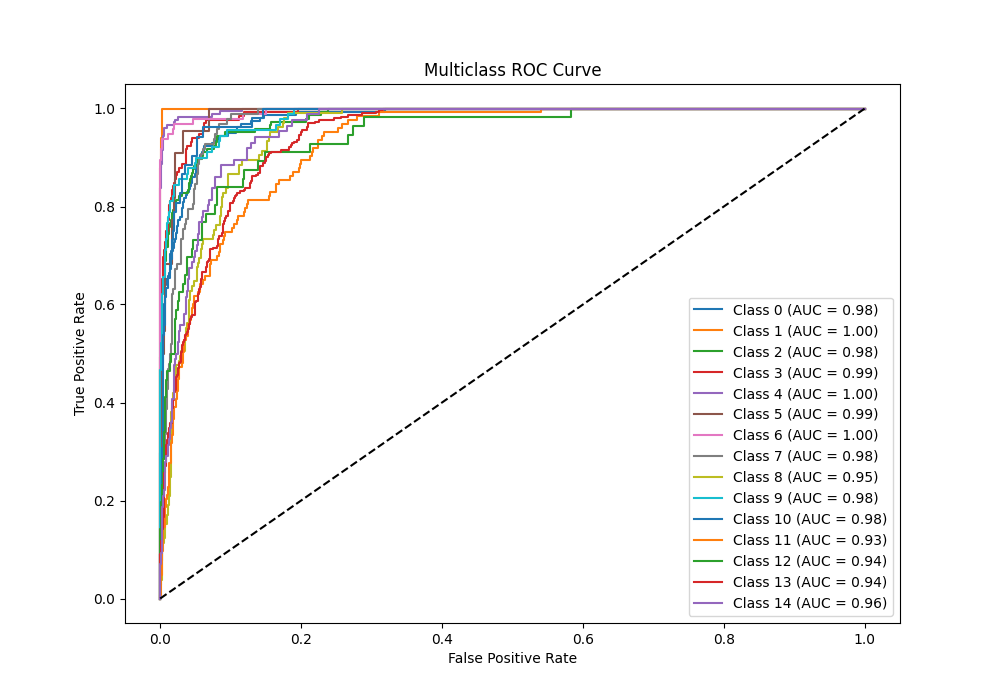 Multiclass ROC Curve
True Positive Rate
1.0
0.8
0.6
0.4
0.2
0.0
Class 0 (AUC = 0.98)
Class 1 (AUC = 1.00)
Class 2 (AUC = 0.98)
Class 3 (AUC = 0.99)
Class 4 (AUC = 1.00)
Class 5 (AUC = 0.99)
Class 6 (AUC = 1.00)
Class 7 (AUC = 0.98)
Class 8 (AUC = 0.95)
Class 9 (AUC = 0.98)
Class 10 (AUC = 0.98)
Class 11 (AUC = 0.93)
Class 12 (AUC = 0.94)
Class 13 (AUC = 0.94)
Class 14 (AUC = 0.96)
0.0 0.2 0.4 0.6 0.8 1.0
False Positive Rate